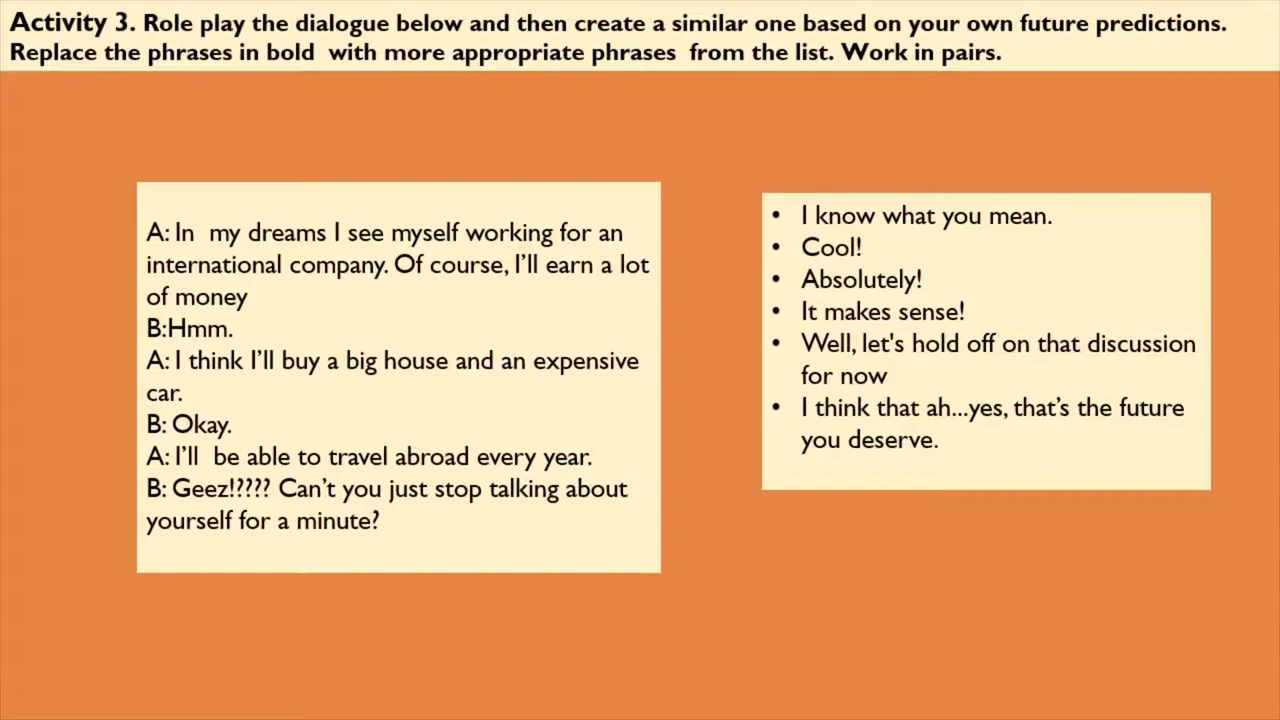 Activity 3. Role play the dialogue below and then create a similar one based on your own future predictions.
Replace the phrases in bold with more appropriate phrases from the list. Work in pairs.
A: In my dreams I see myself working for an
international company. Of course, I'll earn a lot
of money
B:Hmm.
A: I think I'll buy a big house and an expensive
car.
B: Okay.
A: I'll be able to travel abroad every year.
B: Geez!????? Can't you just stop talking about
yourself for a minute?
• I know what you mean.
• Cool!
• Absolutely!
• It makes sense!
• Well, let's hold off on that discussion
for now
• I think that ah...yes, that's the future
you deserve.